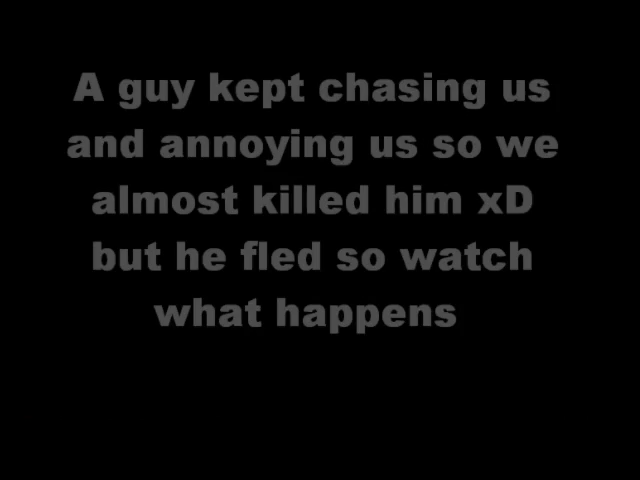 A guy kept chasing us
and annoying us so we
almost killed him xD
but he fled so watch
what happens